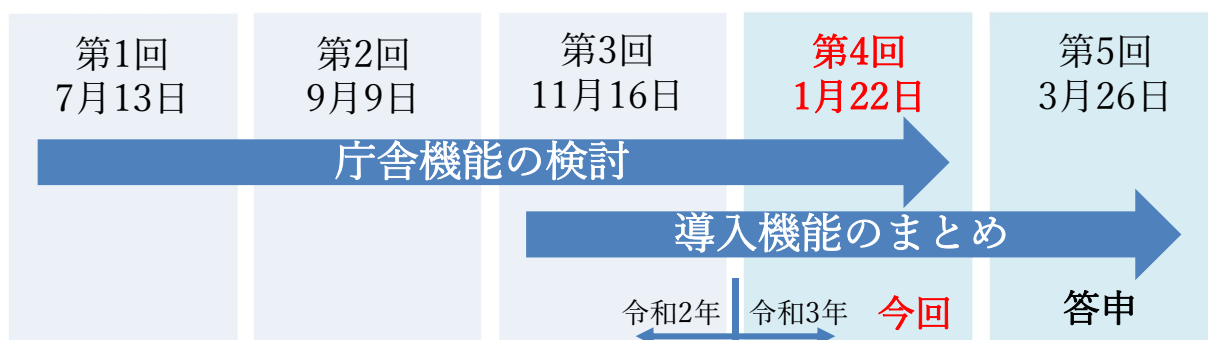 第1回
7月13日
第2回
9月9日
第3回
11月16日
第4回
1月22日
第5回
3月26日
庁舎機能の検討
導入機能のまとめ
令和2年
令和3年
今回
答申